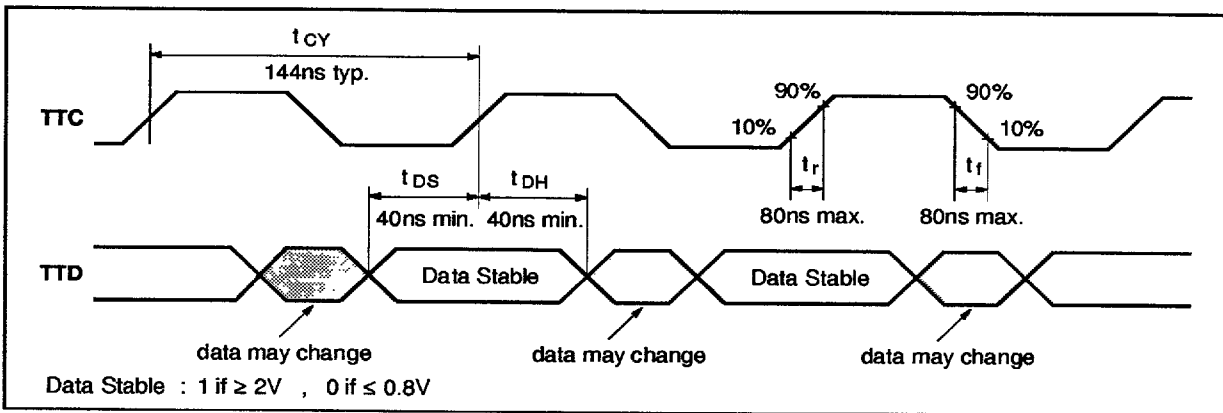 t CY
144ns typ.
TTC
90%
10%
90%
10%
t DS
t DH
t r
t f
40ns min.
40ns min.
80ns max.
80ns max.
TTD
Data Stable
Data Stable
data may change
data may change
data may change
Data Stable : 1 if ≥ 2V , 0 if ≤ 0.8V